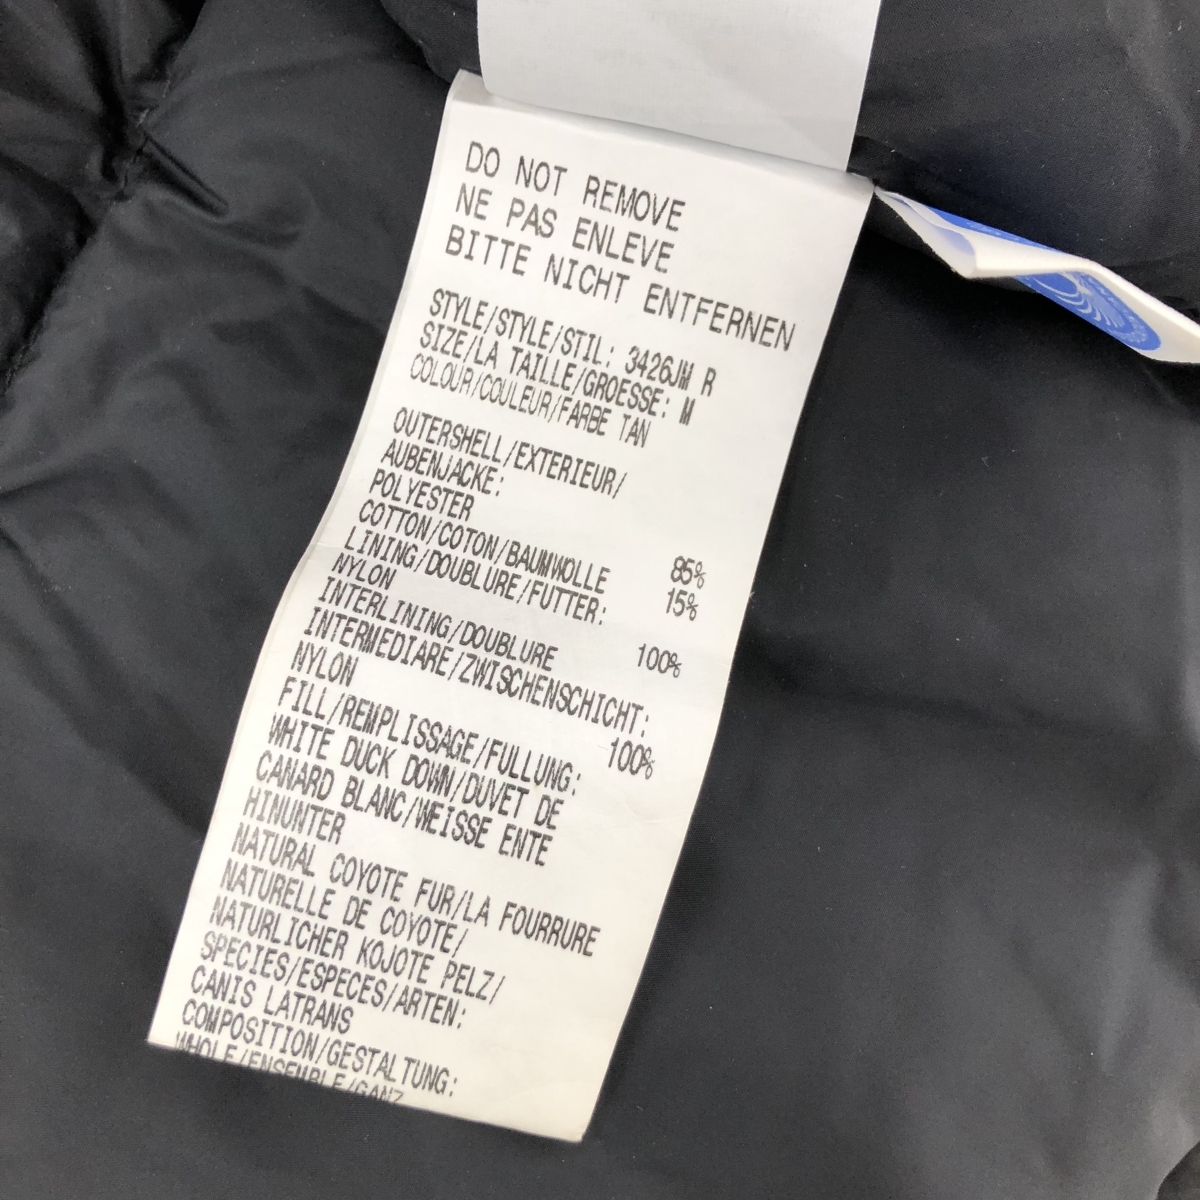 DO NOT REMOVE
NE PAS ENLEVE
BITTE NICHT ENTFERNEN
STYLE/STYLE/STIL: 3426JM R
SIZE/LA TAILLE/GROESSE: M
COLOUR/COULEUR/FARBE TAN
OUTERSHELL/EXTERIEUR/
AUBENJACKE:
POLYESTER 85%
COTTON/COTON/BAUMWOLLE 15%
LINING/DOUBLURE/FUTTER:
NYLON 100%
INTERLINING/DOUBLURE
INTERMEDIARE/ZWISCHENSCHICHT:
NYLON 100%
FILL/REMPLISSAGE/FULLUNG:
WHITE DUCK DOWN/DUVET DE
CANARD BLANC/WEISSE ENTE
HINUNTER
NATURAL COYOTE FUR/LA FOURRURE
NATURELLE DE COYOTE/
NATURLICHER KOJOTE PELZ/
SPECIES/ESPECES/ARTEN:
CANIS LATRANS
COMPOSITION/GESTALTUNG:
WHOLE/ENSEMBLE/GANZ